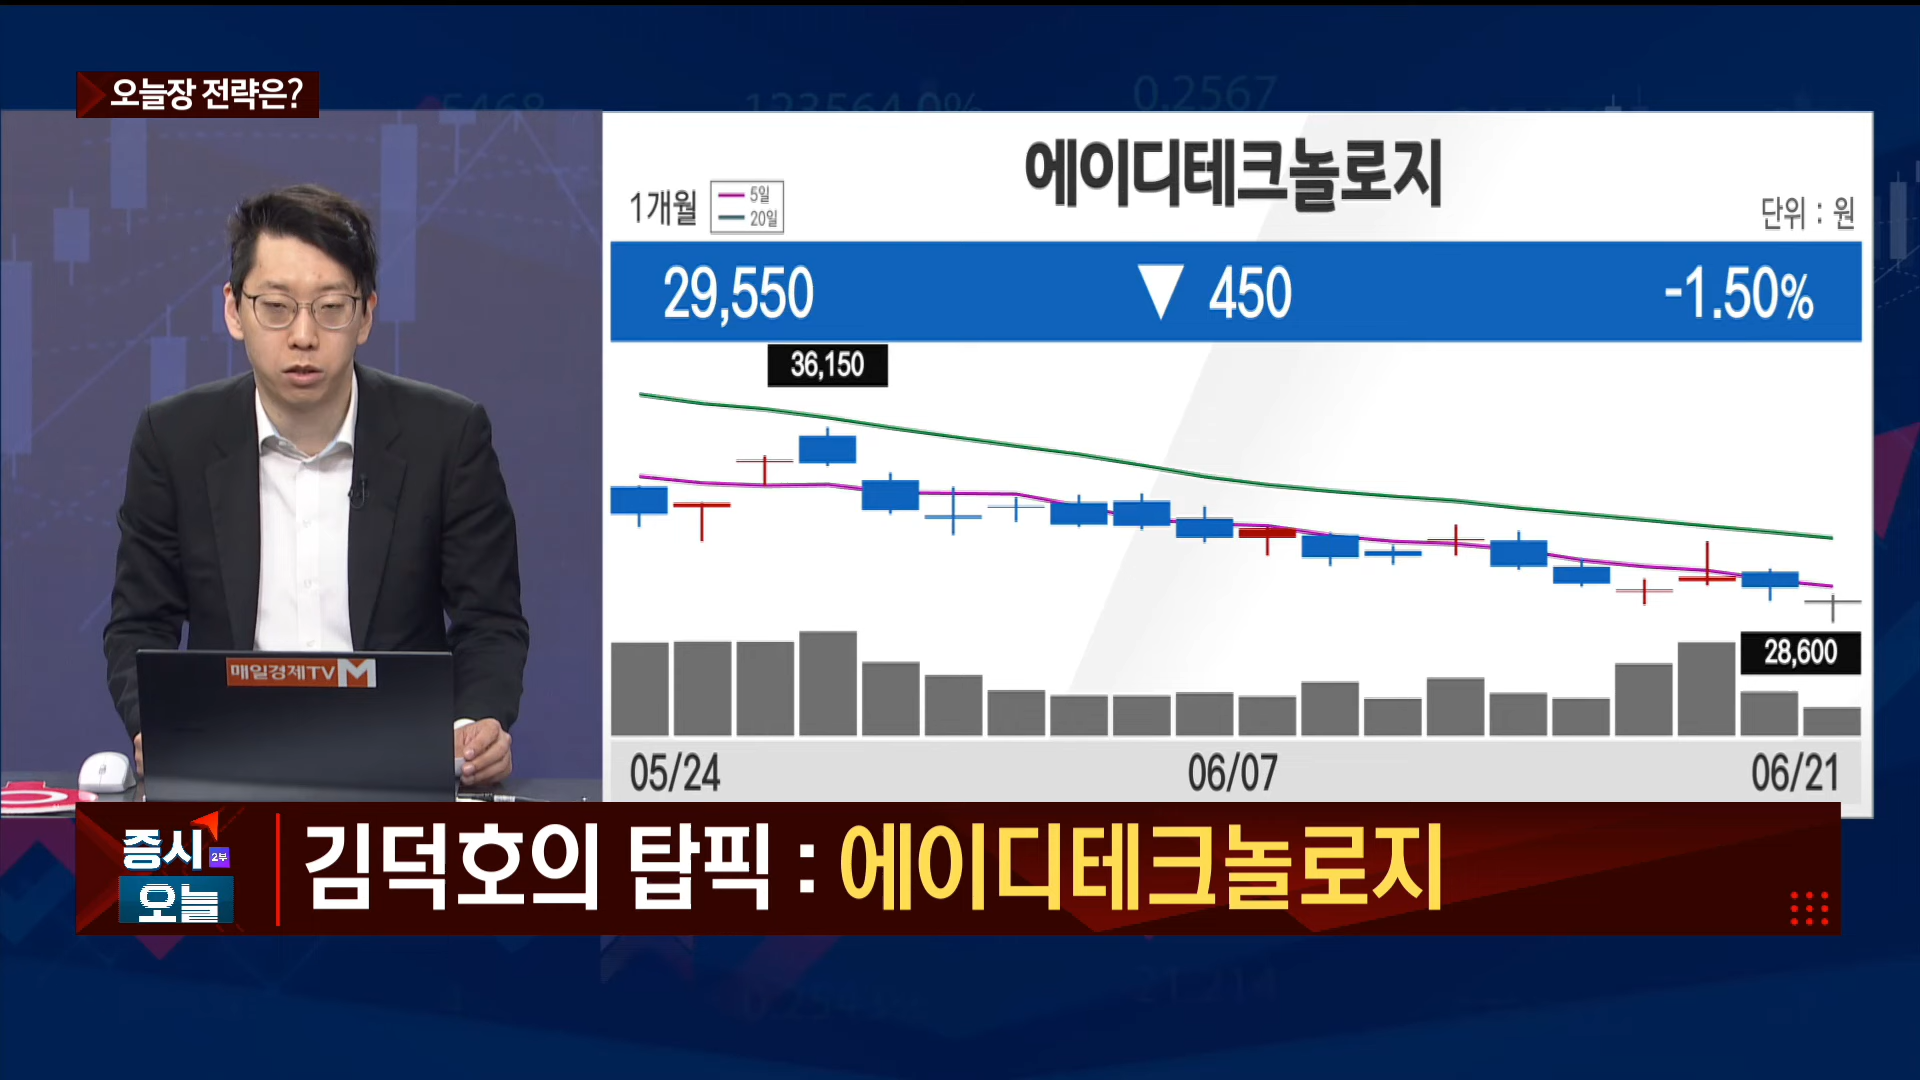 오늘장 전략은?
에이디테크놀로지
1개월
5일
20일
단위 : 원
29,550 ▼ 450 -1.50%
36,150
28,600
05/24 06/07 06/21
매일경제TV M
증시 2부
오늘
김덕호의 탑픽 : 에이디테크놀로지